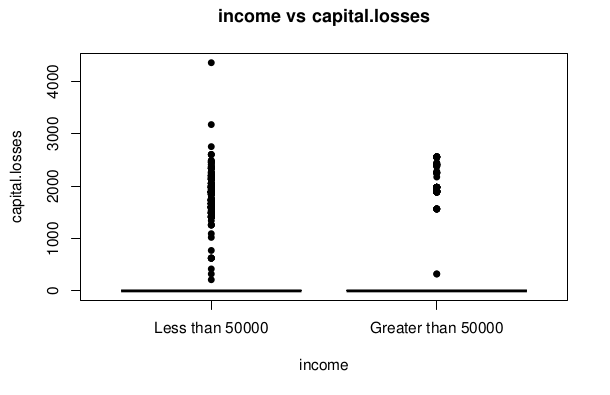 income vs capital.losses
capital.losses
4000
3000
2000
1000
0
Less than 50000
Greater than 50000
income